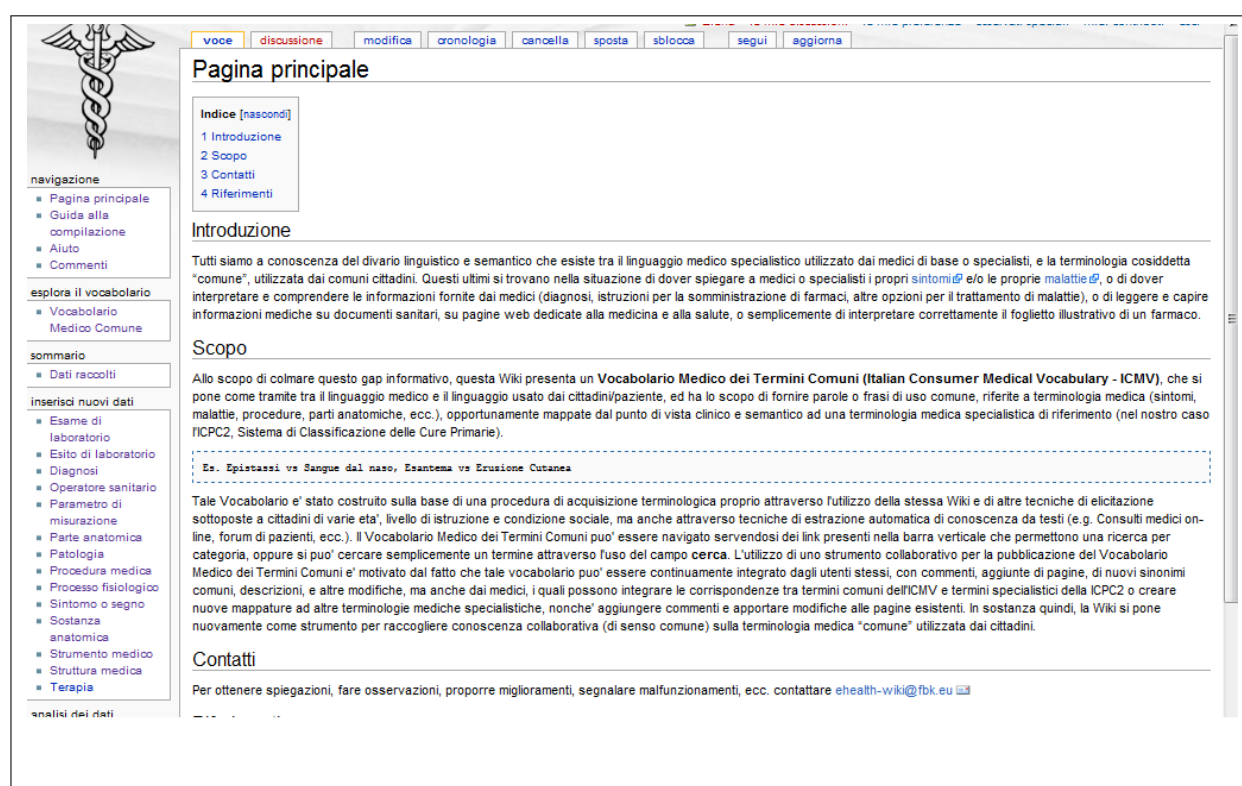 voce discussione modifica cronologia cancella sposta sblocca segui aggiorna
Pagina principale
Indice [nascondi]
1 Introduzione
2 Scopo
3 Contatti
4 Riferimenti
navigazione
Pagina principale
Guida alla
compilazione
Aiuto
Commenti
esplora il vocabolario
Vocabolario
Medico Comune
sommario
Dati raccolti
inserisci nuovi dati
Esame di
laboratorio
Esito di laboratorio
Diagnosi
Operatore sanitario
Parametro di
misurazione
Parte anatomica
Patologia
Procedura medica
Processo fisiologico
Sintomo o segno
Sostanza
anatomica
Strumento medico
Struttura medica
Terapia
analisi dei dati
Introduzione
Tutti siamo a conoscenza del divario linguistico e semantico che esiste tra il linguaggio medico specialistico utilizzato dai medici di base o specialisti, e la terminologia cosiddetta
“comune”, utilizzata dai comuni cittadini. Questi ultimi si trovano nella situazione di dover spiegare a medici o specialisti i propri sintomi e/o le proprie malattie, o di dover
interpretare e comprendere le informazioni fornite dai medici (diagnosi, istruzioni per la somministrazione di farmaci, altre opzioni per il trattamento di malattie), o di leggere e capire
informazioni mediche su documenti sanitari, su pagine web dedicate alla medicina e alla salute, o semplicemente di interpretare correttamente il foglietto illustrativo di un farmaco.
Scopo
Allo scopo di colmare questo gap informativo, questa Wiki presenta un Vocabolario Medico dei Termini Comuni (Italian Consumer Medical Vocabulary - ICMV), che si
pone come tramite tra il linguaggio medico e il linguaggio usato dai cittadini/paziente, ed ha lo scopo di fornire parole o frasi di uso comune, riferite a terminologia medica (sintomi,
malattie, procedure, parti anatomiche, ecc.), opportunamente mappate dal punto di vista clinico e semantico ad una terminologia medica specialistica di riferimento (nel nostro caso
l'ICPC2, Sistema di Classificazione delle Cure Primarie).
Es. Epistassi vs Sangue dal naso, Esantema vs Erusione Cutanea
Tale Vocabolario e' stato costruito sulla base di una procedura di acquisizione terminologica proprio attraverso l'utilizzo della stessa Wiki e di altre tecniche di elicitazione
sottoposte a cittadini di varie eta', livello di istruzione e condizione sociale, ma anche attraverso tecniche di estrazione automatica di conoscenza da testi (e.g. Consulti medici on-
line, forum di pazienti, ecc.). Il Vocabolario Medico dei Termini Comuni puo' essere navigato servendosi dei link presenti nella barra verticale che permettono una ricerca per
categoria, oppure si puo' cercare semplicemente un termine attraverso l'uso del campo cerca. L'utilizzo di uno strumento collaborativo per la pubblicazione del Vocabolario
Medico dei Termini Comuni e' motivato dal fatto che tale vocabolario puo' essere continuamente integrato dagli utenti stessi, con commenti, aggiunte di pagine, di nuovi sinonimi
comuni, descrizioni, e altre modifiche, ma anche dai medici, i quali possono integrare le corrispondenze tra termini comuni dell'ICMV e termini specialistici della ICPC2 o creare
nuove mappature ad altre terminologie mediche specialistiche, nonche' aggiungere commenti e apportare modifiche alle pagine esistenti. In sostanza quindi, la Wiki si pone
nuovamente come strumento per raccogliere conoscenza collaborativa (di senso comune) sulla terminologia medica “comune” utilizzata dai cittadini.
Contatti
Per ottenere spiegazioni, fare osservazioni, proporre miglioramenti, segnalare malfunzionamenti, ecc. contattare ehealth-wiki@fbk.eu